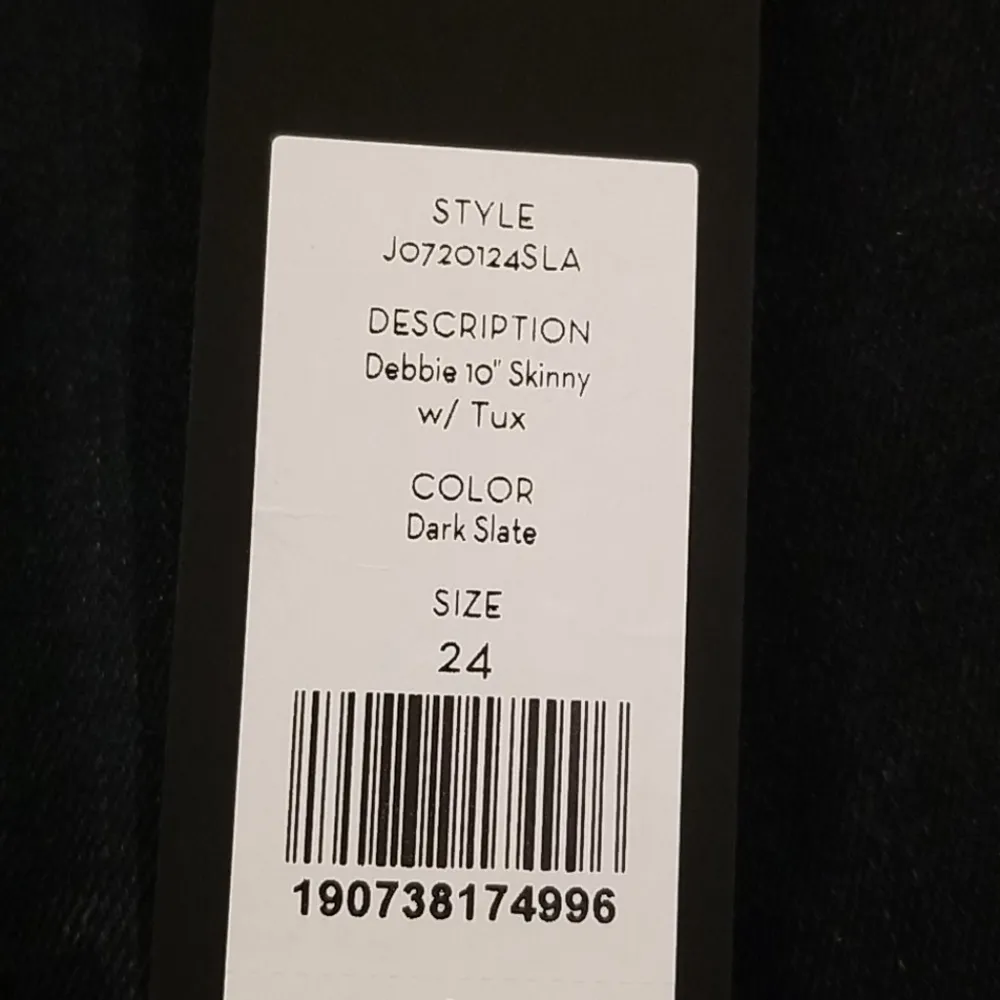 STYLE
J0720124SLA
DESCRIPTION
Debbie 10" Skinny
w/ Tux
COLOR
Dark Slate
SIZE
24
190738174996